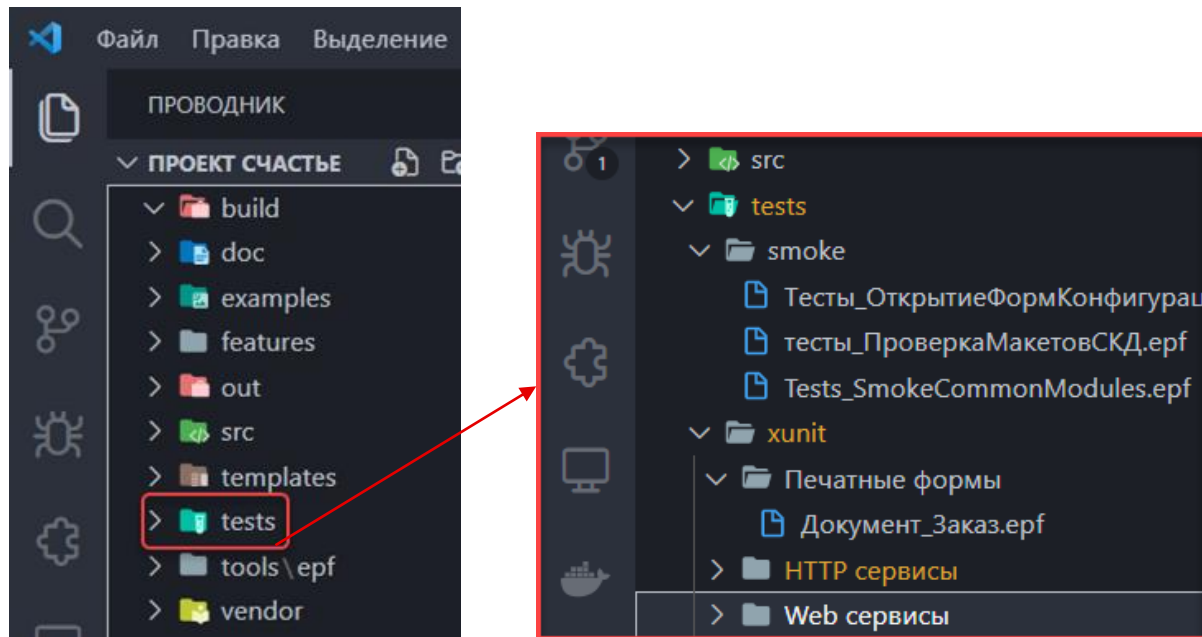 Файл Правка Выделение
ПРОВОДНИК
ПРОЕКТ СЧАСТЬЕ
build
doc
examples
features
out
src
templates
tests
tools\epf
vendor
1
src
tests
smoke
Тесты_ОткрытиеФормКонфигурац
тесты_ПроверкаМакетовСКД.epf
Tests_SmokeCommonModules.epf
xunit
Печатные формы
Документ_Заказ.epf
HTTP сервисы
Web сервисы